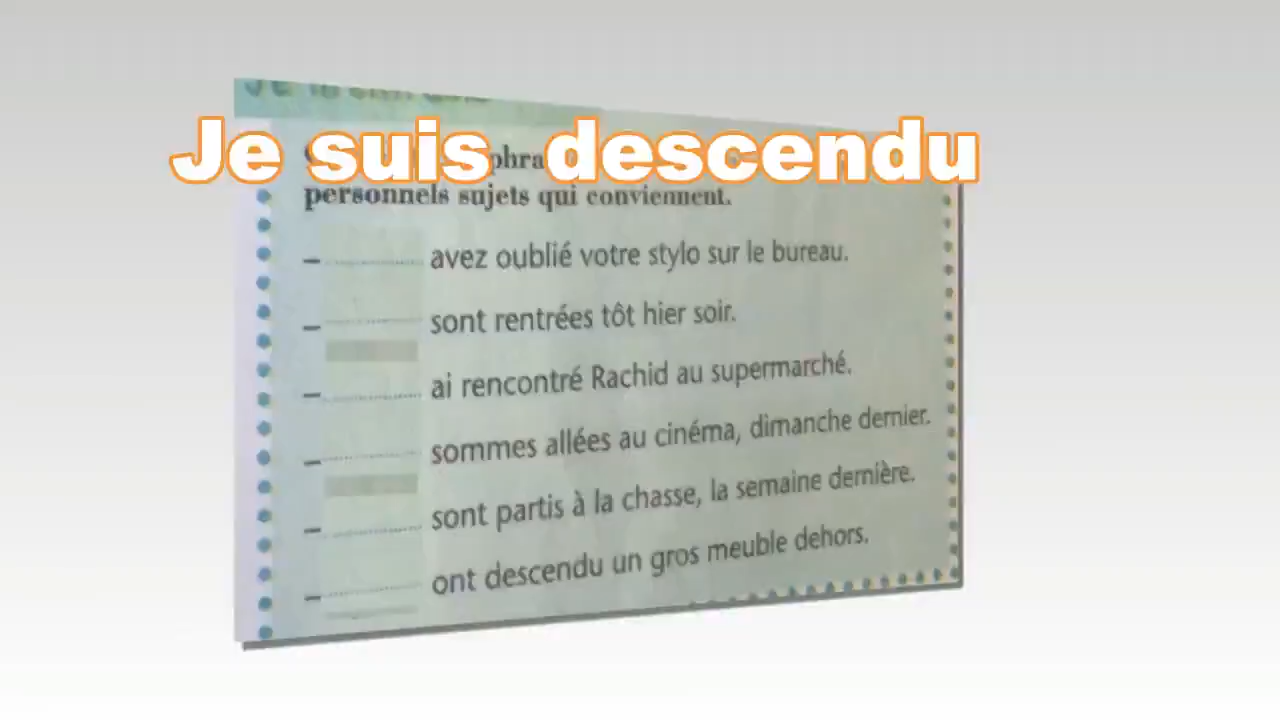 Je suis descendu
personnels sujets qui conviennent.
– .................... avez oublié votre stylo sur le bureau.
– .................... sont rentrées tôt hier soir.
– .................... ai rencontré Rachid au supermarché.
– .................... sommes allées au cinéma, dimanche dernier.
– .................... sont partis à la chasse, la semaine dernière.
– .................... ont descendu un gros meuble dehors.